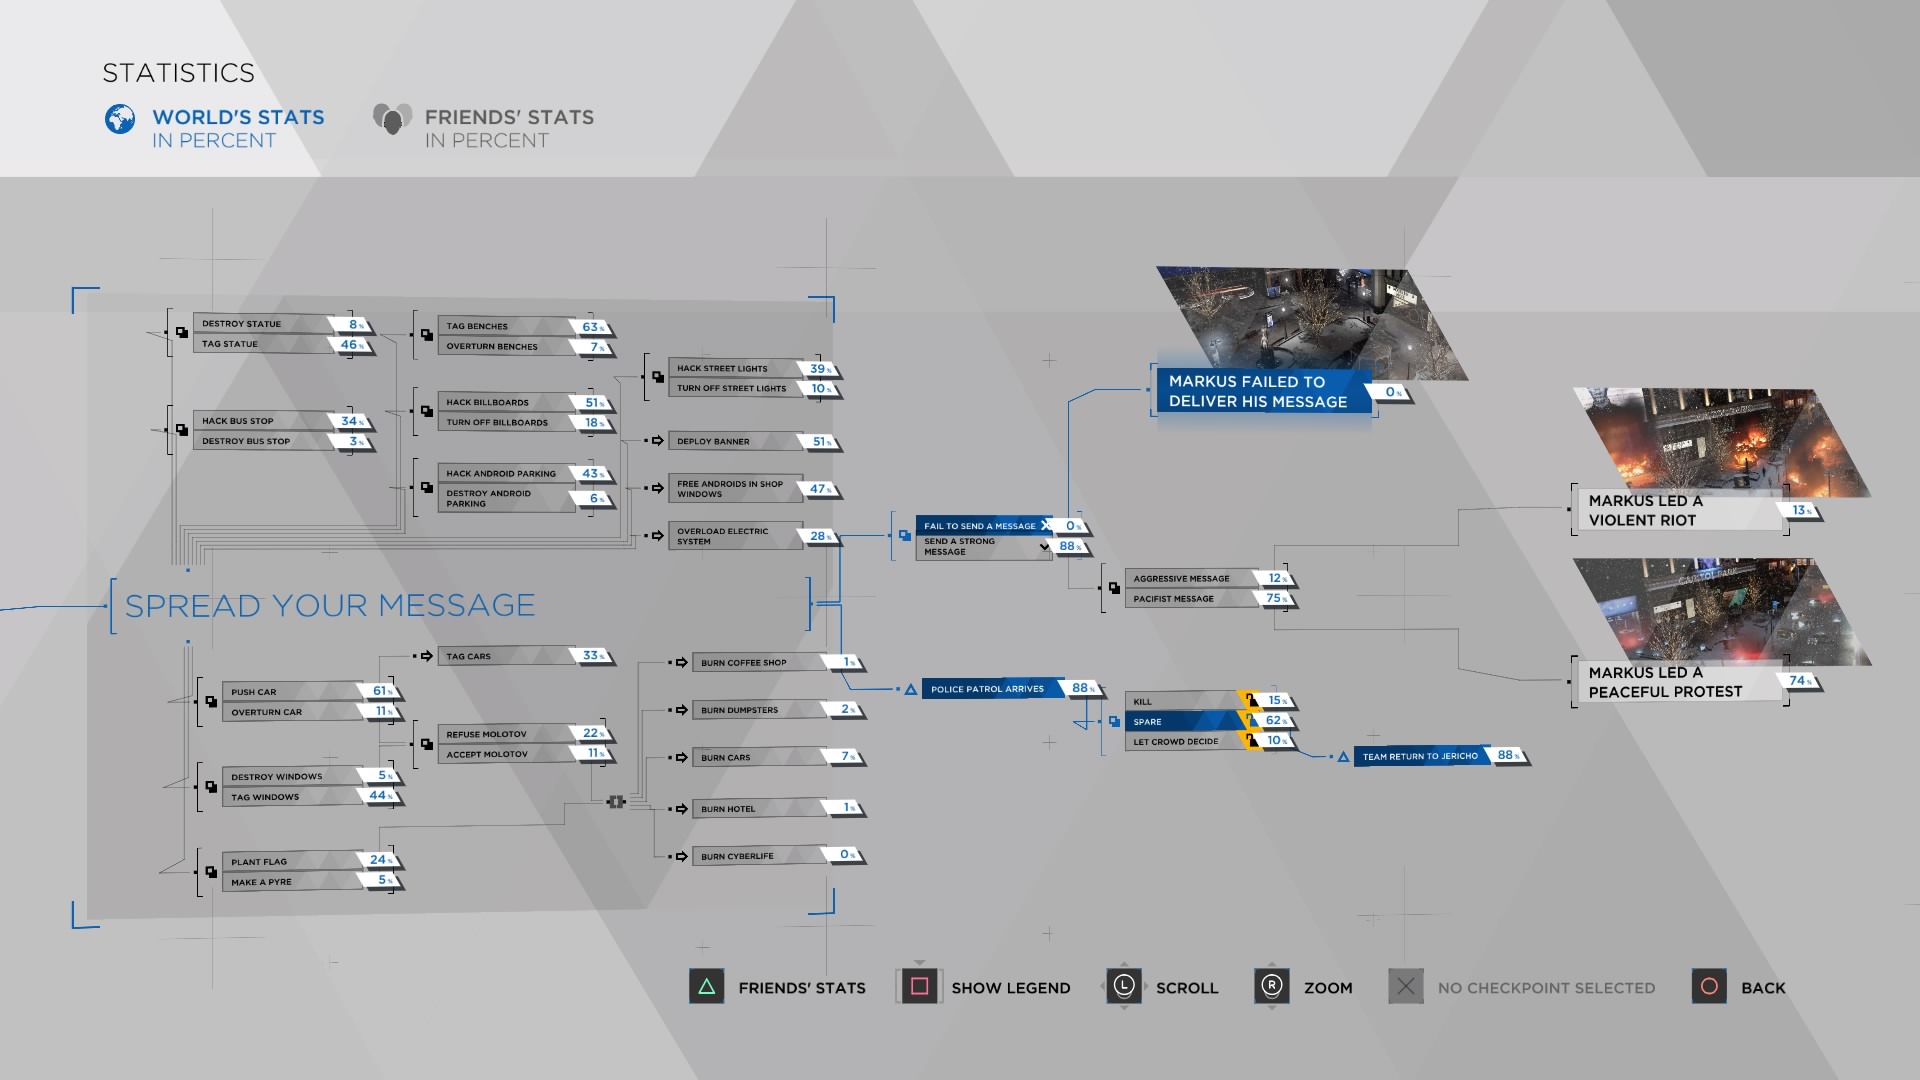 STATISTICS
WORLD'S STATS
IN PERCENT
FRIENDS' STATS
IN PERCENT
DESTROY STATUE 8%
TAG STATUE 46%
HACK BUS STOP 34%
DESTROY BUS STOP 3%
TAG BENCHES 63%
OVERTURN BENCHES 7%
HACK BILLBOARDS 51%
TURN OFF BILLBOARDS 18%
HACK ANDROID PARKING 43%
DESTROY ANDROID
PARKING 6%
HACK STREET LIGHTS 39%
TURN OFF STREET LIGHTS 10%
DEPLOY BANNER 51%
FREE ANDROIDS IN SHOP
WINDOWS 47%
OVERLOAD ELECTRIC
SYSTEM 28%
SPREAD YOUR MESSAGE
PUSH CAR 61%
OVERTURN CAR 11%
DESTROY WINDOWS 5%
TAG WINDOWS 44%
PLANT FLAG 24%
MAKE A PYRE 5%
TAG CARS 33%
REFUSE MOLOTOV 22%
ACCEPT MOLOTOV 11%
BURN COFFEE SHOP 1%
BURN DUMPSTERS 2%
BURN CARS 7%
BURN HOTEL 1%
BURN CYBERLIFE 0%
FAIL TO SEND A MESSAGE 0%
SEND A STRONG
MESSAGE 88%
MARKUS FAILED TO
DELIVER HIS MESSAGE 0%
AGGRESSIVE MESSAGE 12%
PACIFIST MESSAGE 75%
POLICE PATROL ARRIVES 88%
KILL 15%
SPARE 62%
LET CROWD DECIDE 10%
TEAM RETURN TO JERICHO 88%
MARKUS LED A
VIOLENT RIOT 13%
CAPITOL PARK
MARKUS LED A
PEACEFUL PROTEST 74%
FRIENDS' STATS
SHOW LEGEND
L SCROLL
R ZOOM
NO CHECKPOINT SELECTED
BACK